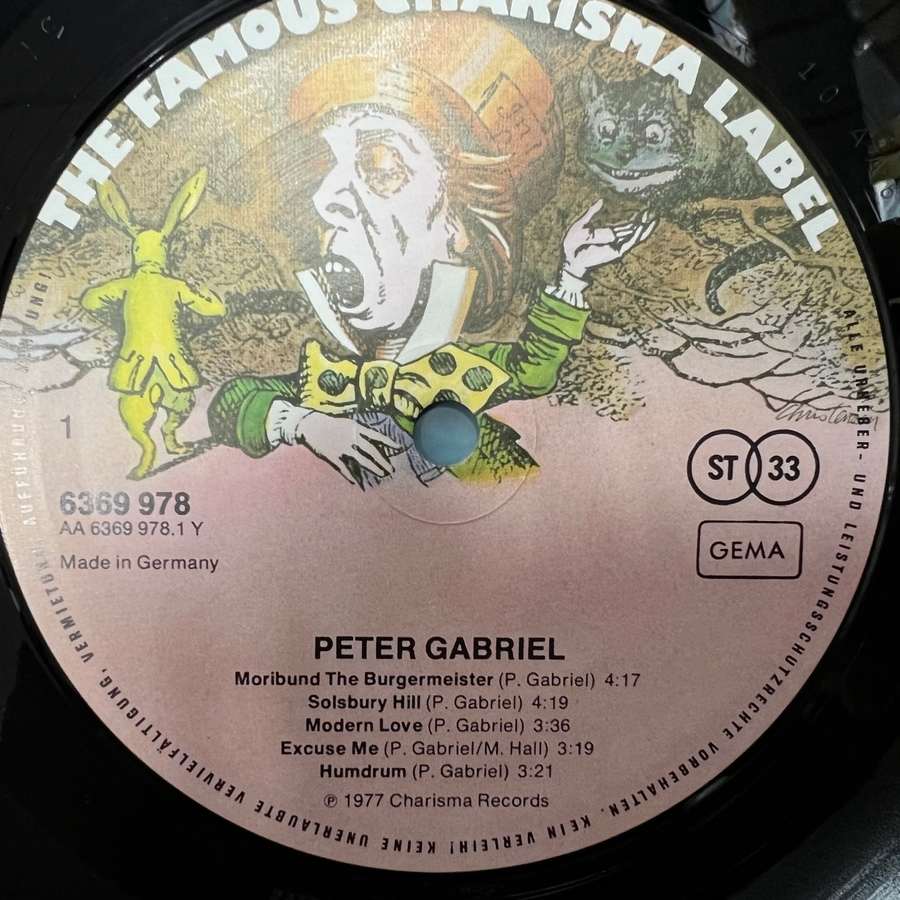 THE FAMOUS CHARISMA LABEL
1
6369 978
AA 6369 978.1 Y
Made in Germany
ST 33
GEMA
PETER GABRIEL
Moribund The Burgermeister (P. Gabriel) 4:17
Solsbury Hill (P. Gabriel) 4:19
Modern Love (P. Gabriel) 3:36
Excuse Me (P. Gabriel/M. Hall) 3:19
Humdrum (P. Gabriel) 3:21
℗ 1977 Charisma Records
ALLE URHEBER- UND LEISTUNGSSCHUTZRECHTE VORBEHALTEN. KEIN VERLEIH! KEINE UNERLAUBTE VERVIELFÄLTIGUNG, VERMIETUNG,